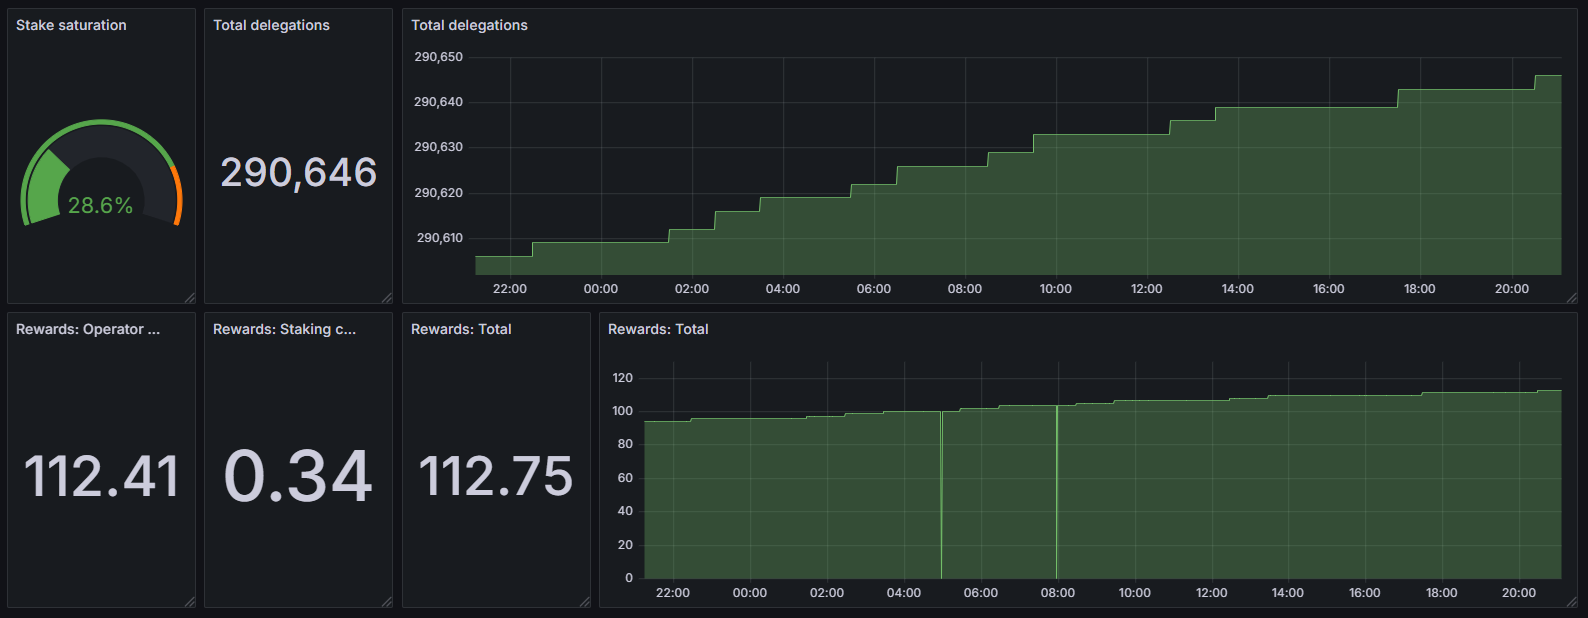 Stake saturation
28.6%
Total delegations
290,646
Total delegations
290,650
290,640
290,630
290,620
290,610
22:00 00:00 02:00 04:00 06:00 08:00 10:00 12:00 14:00 16:00 18:00 20:00
Rewards: Operator ...
112.41
Rewards: Staking c...
0.34
Rewards: Total
112.75
Rewards: Total
120
100
80
60
40
20
0
22:00 00:00 02:00 04:00 06:00 08:00 10:00 12:00 14:00 16:00 18:00 20:00